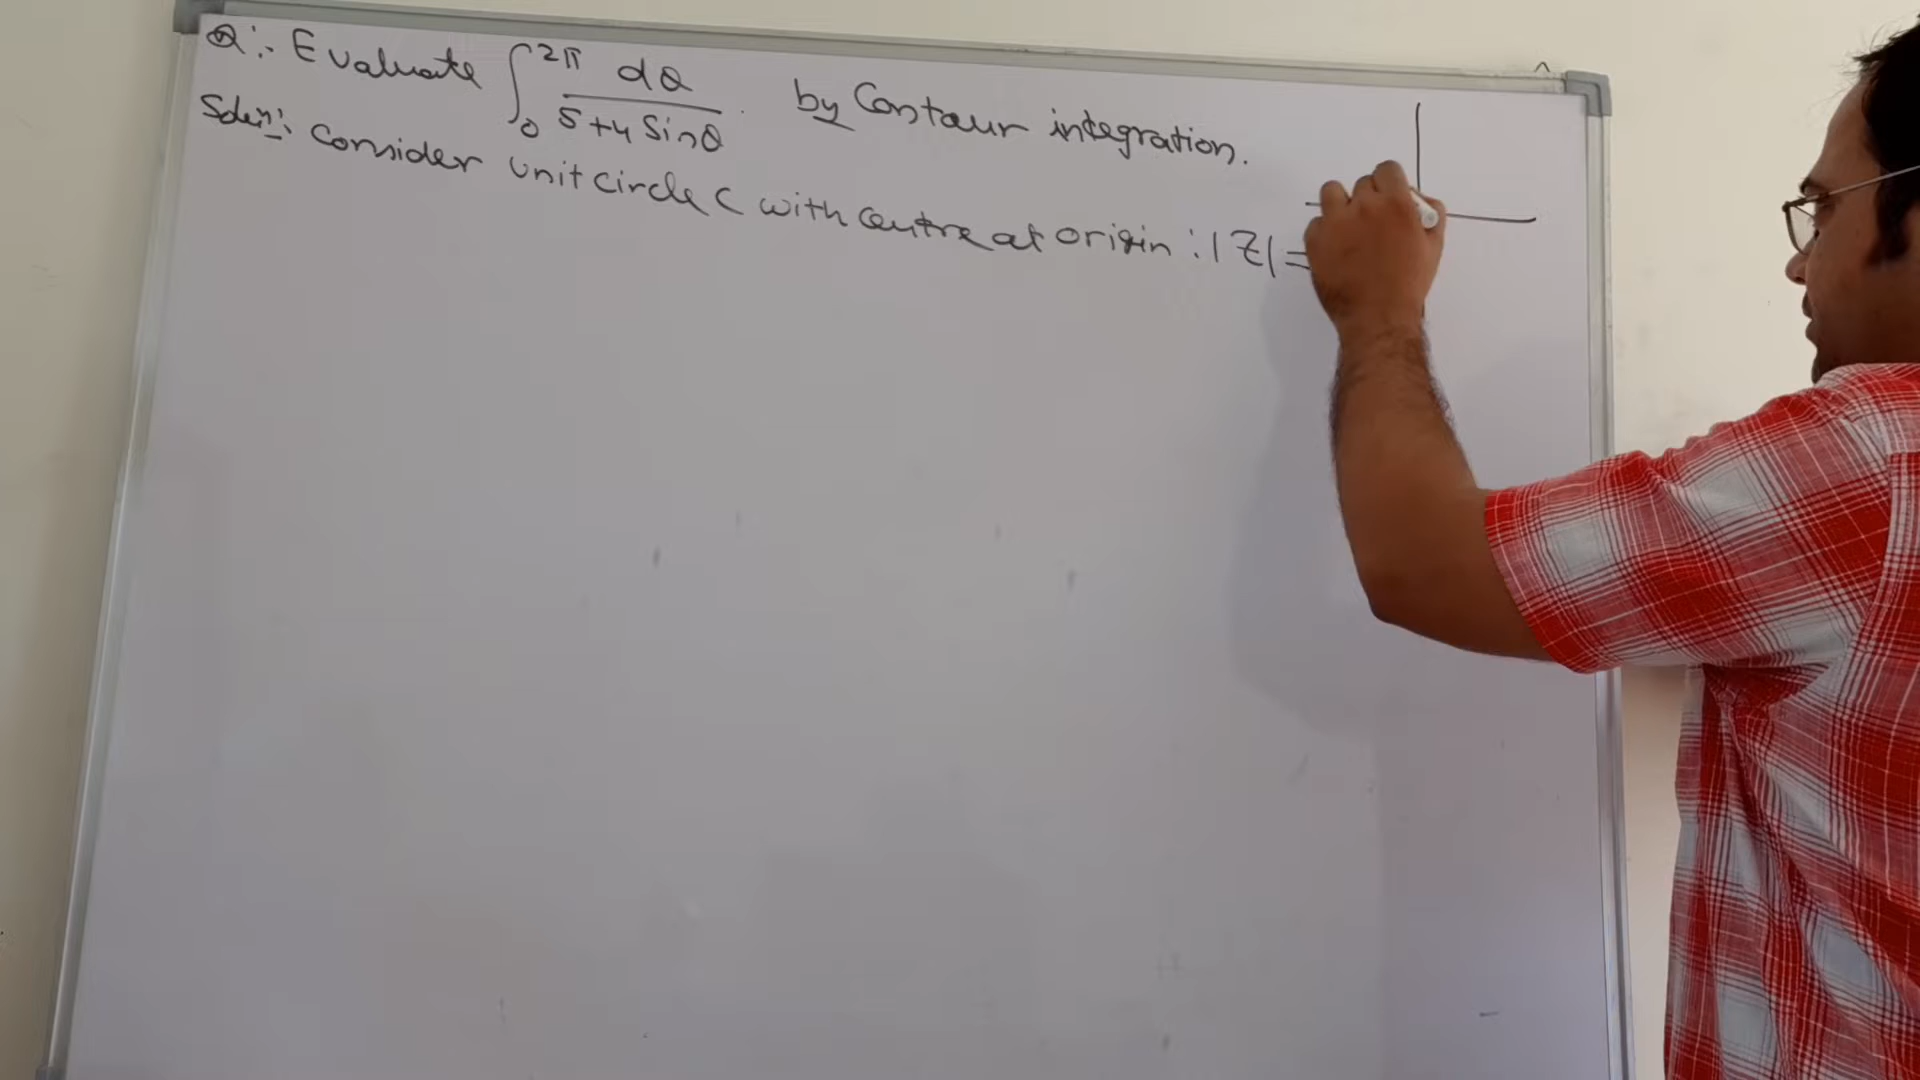 Q:- Evaluate ∫₀^2π dθ/(5+4 Sinθ) by Contour integration.
Soln:- Consider unit circle C with centre at origin : |Z| =